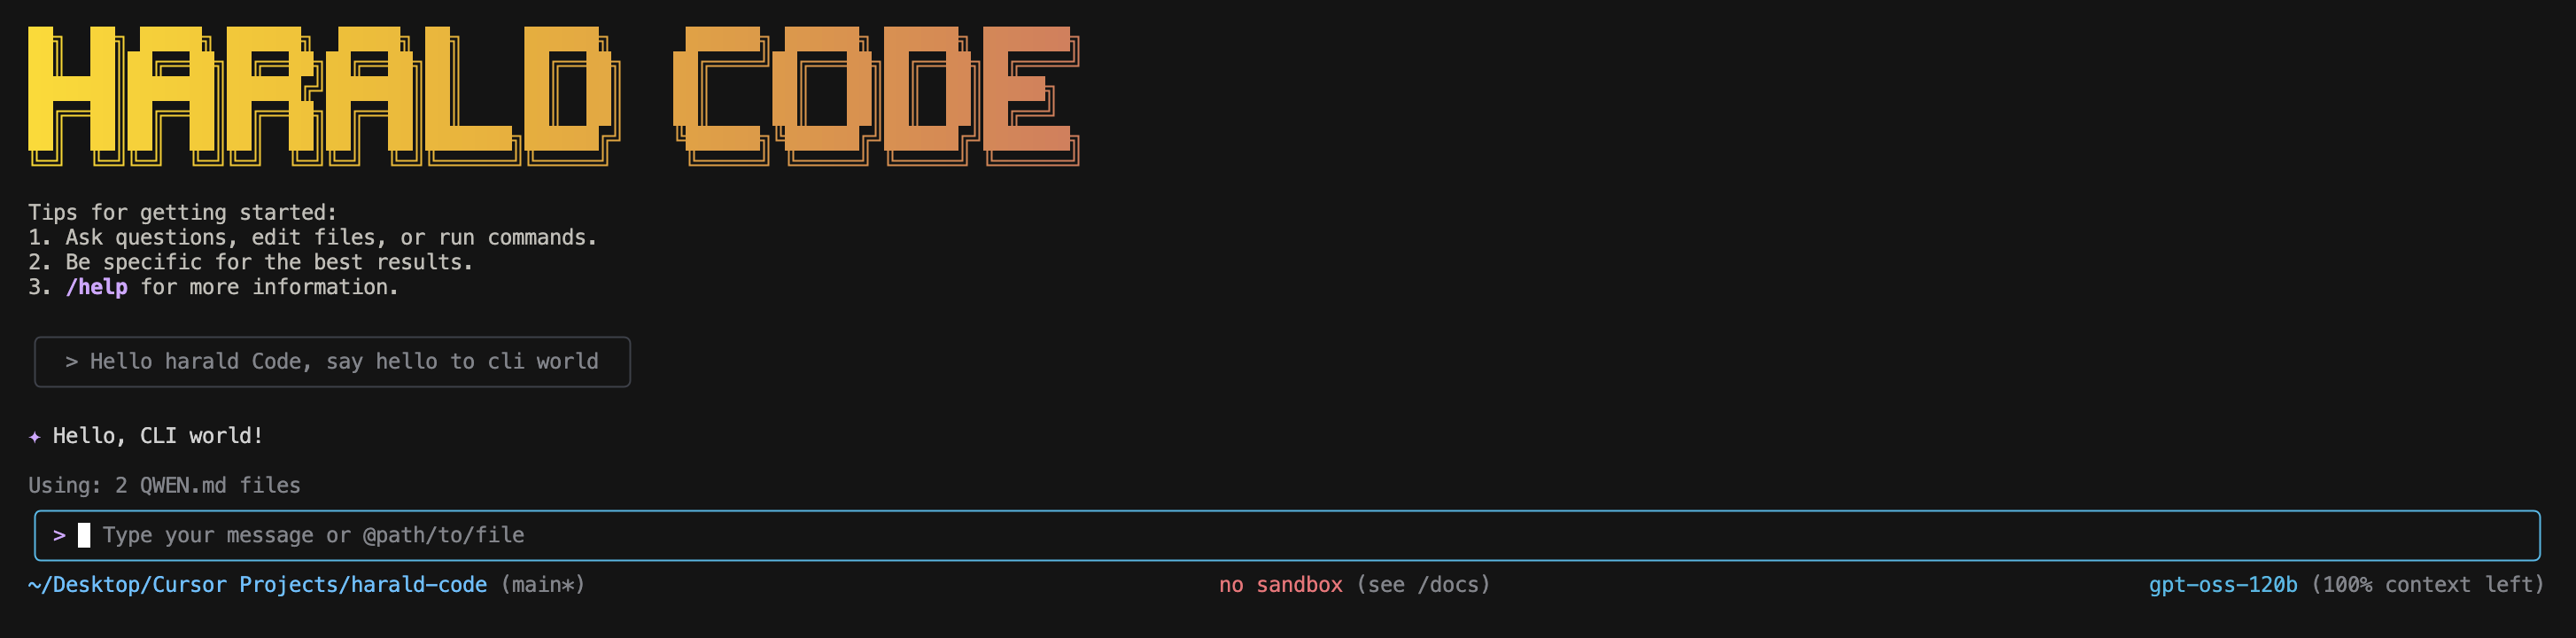 HARALD CODE
Tips for getting started:
1. Ask questions, edit files, or run commands.
2. Be specific for the best results.
3. /help for more information.
> Hello harald Code, say hello to cli world
✦ Hello, CLI world!
Using: 2 QWEN.md files
> Type your message or @path/to/file
~/Desktop/Cursor Projects/harald-code (main*) no sandbox (see /docs) gpt-oss-120b (100% context left)